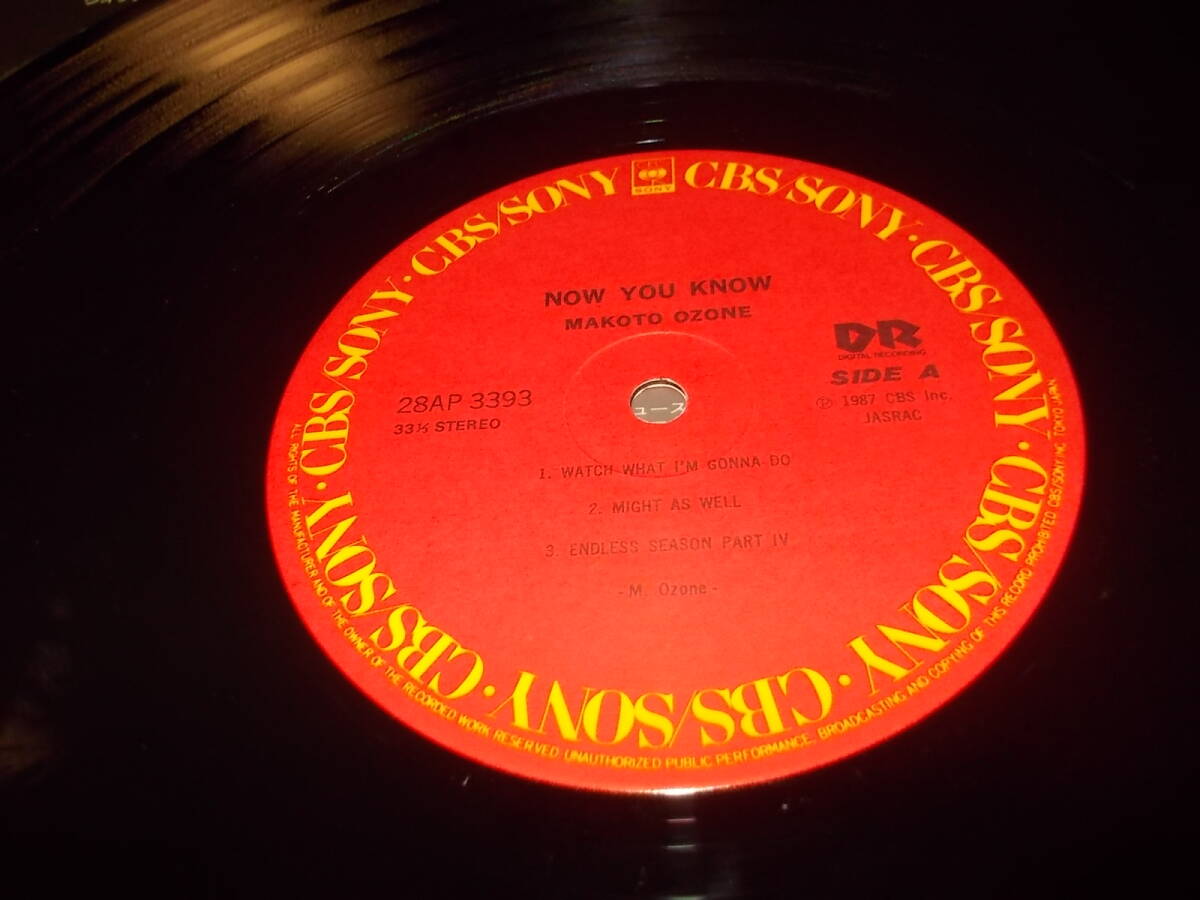 CBS/SONY · CBS/SONY · CBS/SONY · CBS/SONY · CBS/SONY · CBS/SONY · CBS/SONY · CBS/SONY
SONY
NOW YOU KNOW
MAKOTO OZONE
DR
DIGITAL RECORDING
28AP 3393
SIDE A
33⅓ STEREO
Ⓟ 1987 CBS Inc.
JASRAC
ュース
1. WATCH WHAT I'M GONNA DO
2. MIGHT AS WELL
3. ENDLESS SEASON PART IV
- M. Ozone -
ALL RIGHTS OF THE MANUFACTURER AND OF THE OWNER OF THE RECORDED WORK RESERVED UNAUTHORIZED PUBLIC PERFORMANCE, BROADCASTING AND COPYING OF THIS RECORD PROHIBITED CBS/SONY INC. TOKYO JAPAN